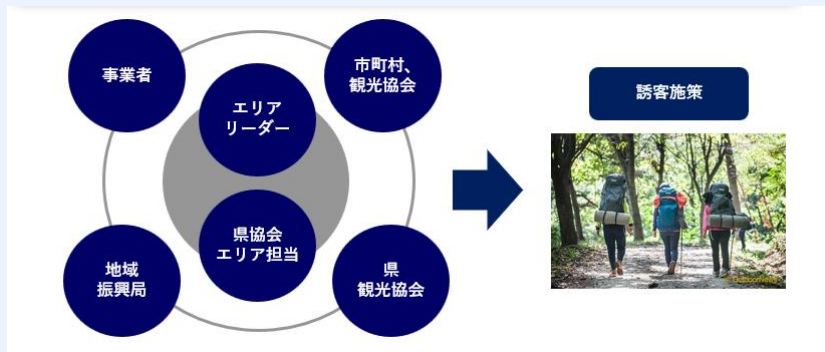 事業者
市町村、
観光協会
エリア
リーダー
誘客施策
県協会
エリア担当
地域
振興局
県
観光協会